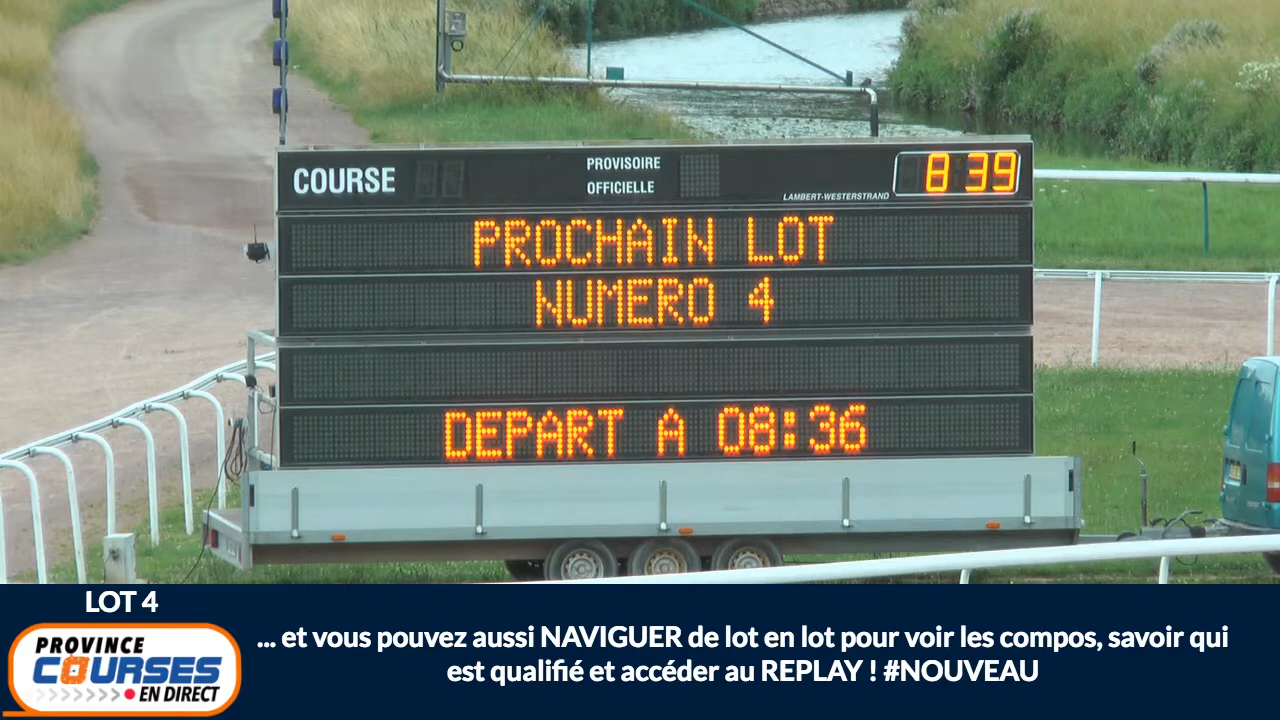 COURSE
PROVISOIRE
OFFICIELLE
LAMBERT-WESTERSTRAND
8 39
PROCHAIN LOT
NUMERO 4
DEPART A 08:36
LOT 4
PROVINCE
COURSES
EN DIRECT
... et vous pouvez aussi NAVIGUER de lot en lot pour voir les compos, savoir qui
est qualifié et accéder au REPLAY ! #NOUVEAU